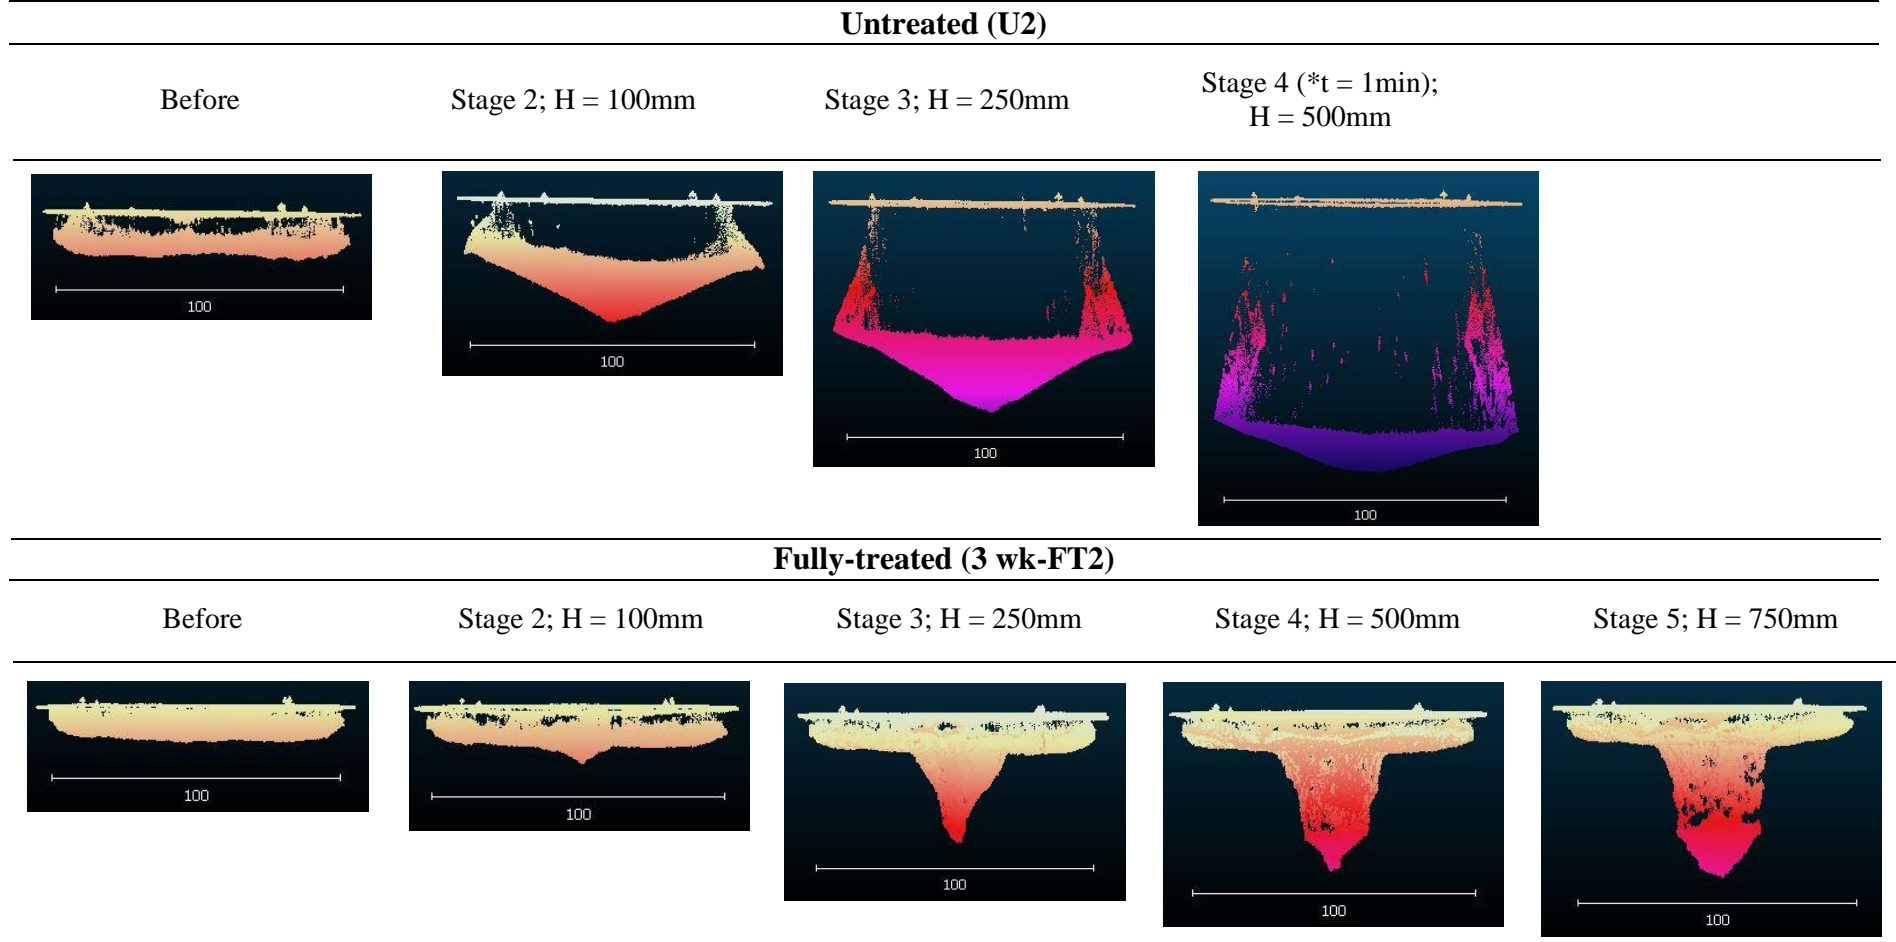 Untreated (U2)
Before
Stage 2; H = 100mm
Stage 3; H = 250mm
Stage 4 (*t = 1min);
H = 500mm
100
100
100
100
Fully-treated (3 wk-FT2)
Before
Stage 2; H = 100mm
Stage 3; H = 250mm
Stage 4; H = 500mm
Stage 5; H = 750mm
100
100
100
100
100